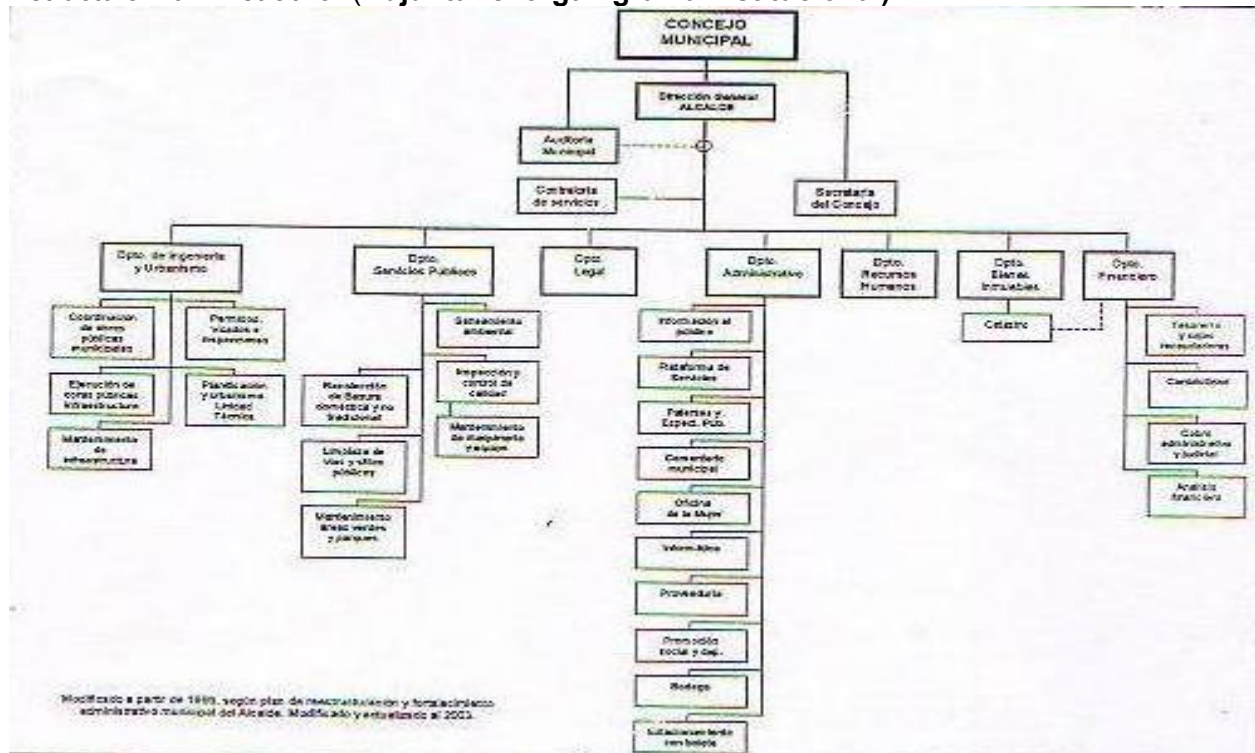 CONCEJO
MUNICIPAL
Dirección General
ALCALDE
Auditoría
Municipal
Contraloría
de servicios
Secretaría
del Concejo
Dpto. de Ingeniería
y Urbanismo
Dpto.
Servicios Públicos
Dpto.
Legal
Dpto.
Administrativo
Dpto.
Recursos
Humanos
Dpto.
Bienes
Inmuebles
Dpto.
Financiero
Coordinación
de obras
públicas
municipales
Permisos,
visados e
inspecciones
Ejecución de
obras públicas
infraestructura
Planificación
y urbanismo
Unidad
Técnica
Mantenimiento
de
infraestructura
Saneamiento
ambiental
Inspección y
control de
calidad
Mantenimiento
de maquinaria
y equipo
Recolección
de Basura
doméstica y no
tradicional
Limpieza de
vías y sitios
públicos
Mantenimiento
áreas verdes
y parques
Información al
público
Plataforma de
Servicios
Patentes y
Espect. Púb.
Cementerio
municipal
Oficina
de la Mujer
Informática
Proveeduría
Promoción
social y dep.
Bodega
Estacionamiento
con boleta
Catastro
Tesorería
y cajas
recaudadoras
Cobro
administrativo
y judicial
Análisis
financiero
Modificado a partir de 1999, según plan de reestructuración y fortalecimiento
administrativo municipal del Alcalde. Modificado y actualizado al 2003.